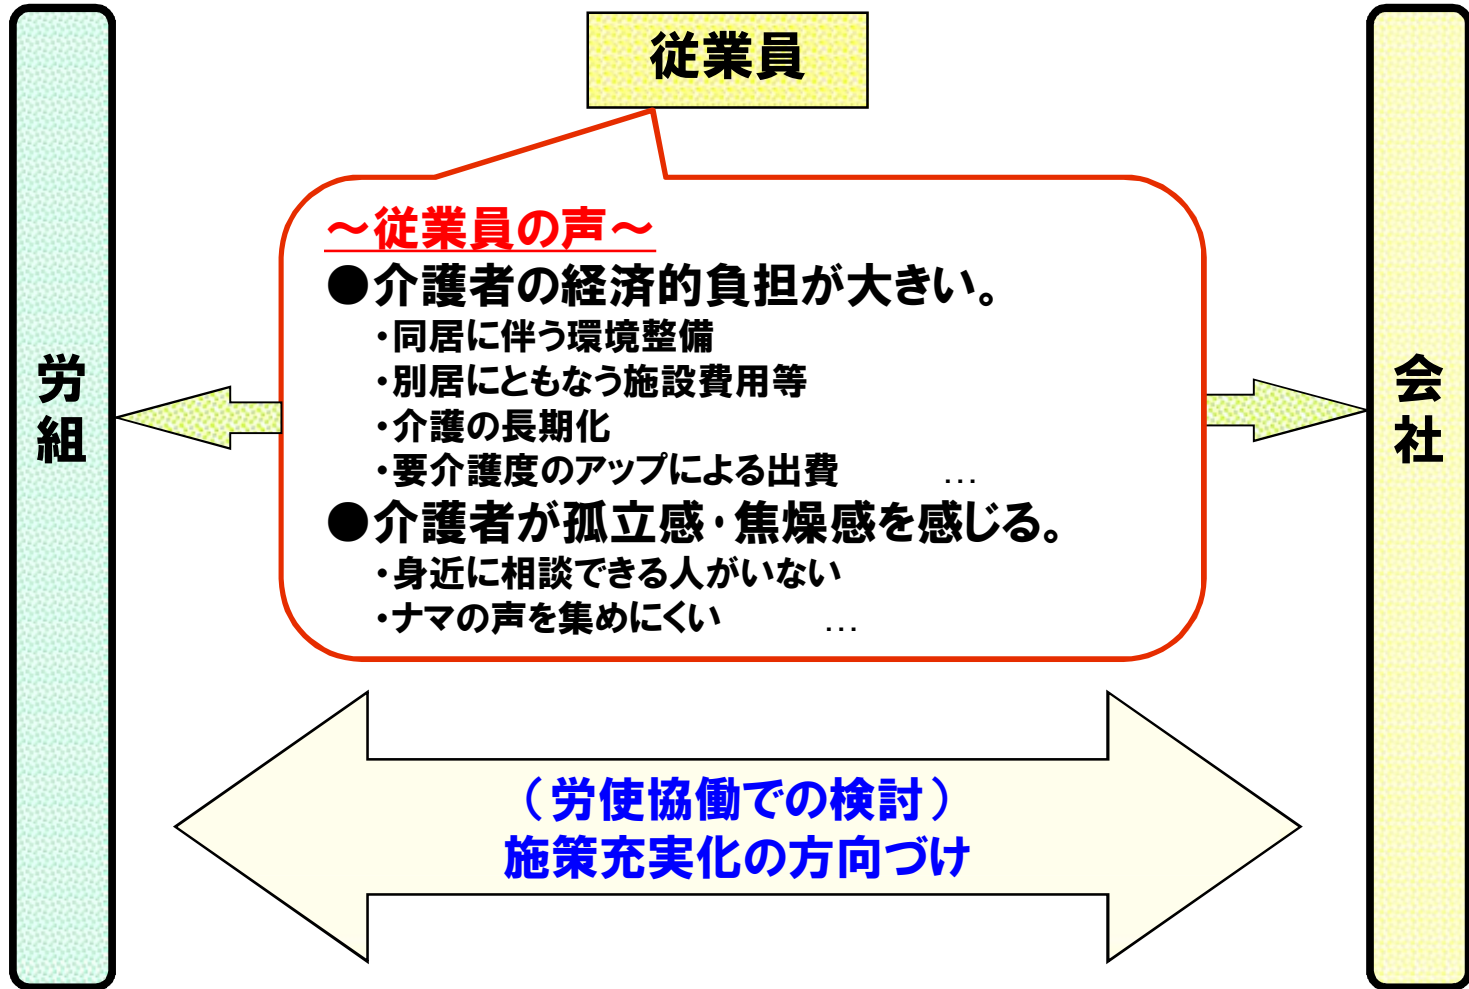 従業員
～従業員の声～
●介護者の経済的負担が大きい。
・同居に伴う環境整備
・別居にともなう施設費用等
・介護の長期化
・要介護度のアップによる出費 …
●介護者が孤立感・焦燥感を感じる。
・身近に相談できる人がいない
・ナマの声を集めにくい …
労組
会社
（労使協働での検討）
施策充実化の方向づけ